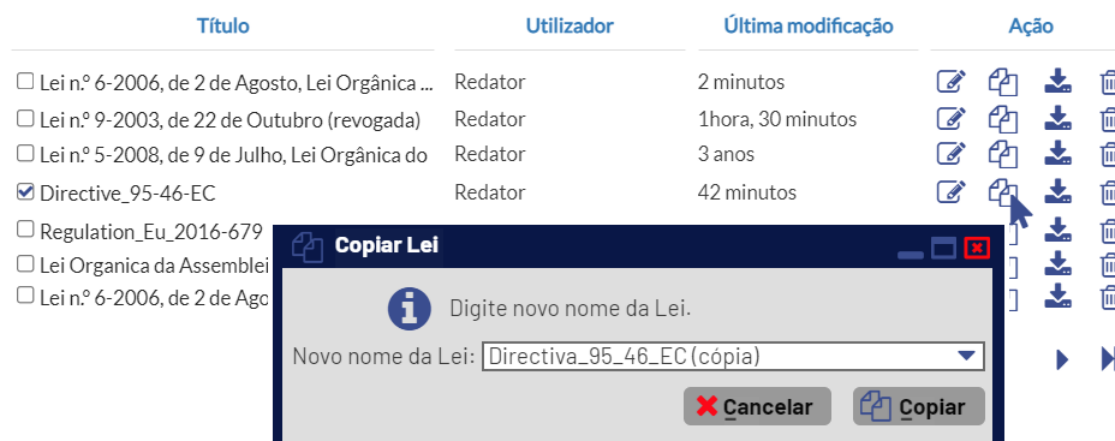 Título Utilizador Última modificação Ação
Lei n.º 6-2006, de 2 de Agosto, Lei Orgânica ... Redator 2 minutos
Lei n.º 9-2003, de 22 de Outubro (revogada) Redator 1hora, 30 minutos
Lei n.º 5-2008, de 9 de Julho, Lei Orgânica do Redator 3 anos
Directive_95-46-EC Redator 42 minutos
Regulation_Eu_2016-679
Copiar Lei
Lei Organica da Assemblei
Lei n.º 6-2006, de 2 de Ago
Digite novo nome da Lei.
Novo nome da Lei: Directiva_95_46_EC (cópia)
Cancelar Copiar